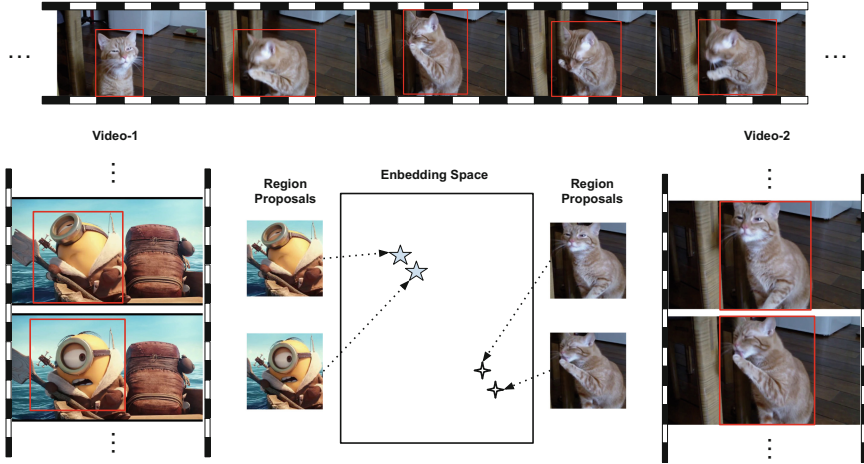 ...
...
Video-1
Video-2
...
...
Region
Proposals
Enbedding Space
Region
Proposals
...
...